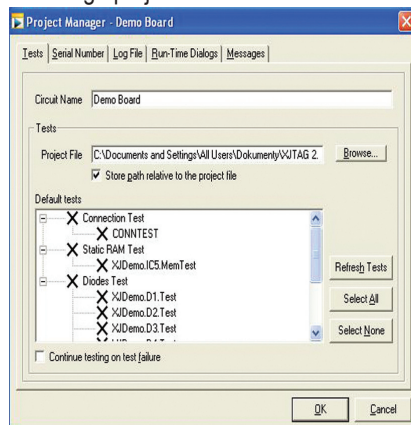 Project Manager - Demo Board
Tests Serial Number Log File Run-Time Dialogs Messages
Circuit Name Demo Board
Tests
Project File C:\Documents and Settings\All Users\Dokumenty\XJTAG 2. Browse...
Store path relative to the project file
Default tests
Connection Test
CONNTEST
Static RAM Test
XJDemo.IC5.MemTest
Refresh Tests
Diodes Test
XJDemo.D1.Test
Select All
XJDemo.D2.Test
XJDemo.D3.Test
Select None
Continue testing on test failure
OK Cancel